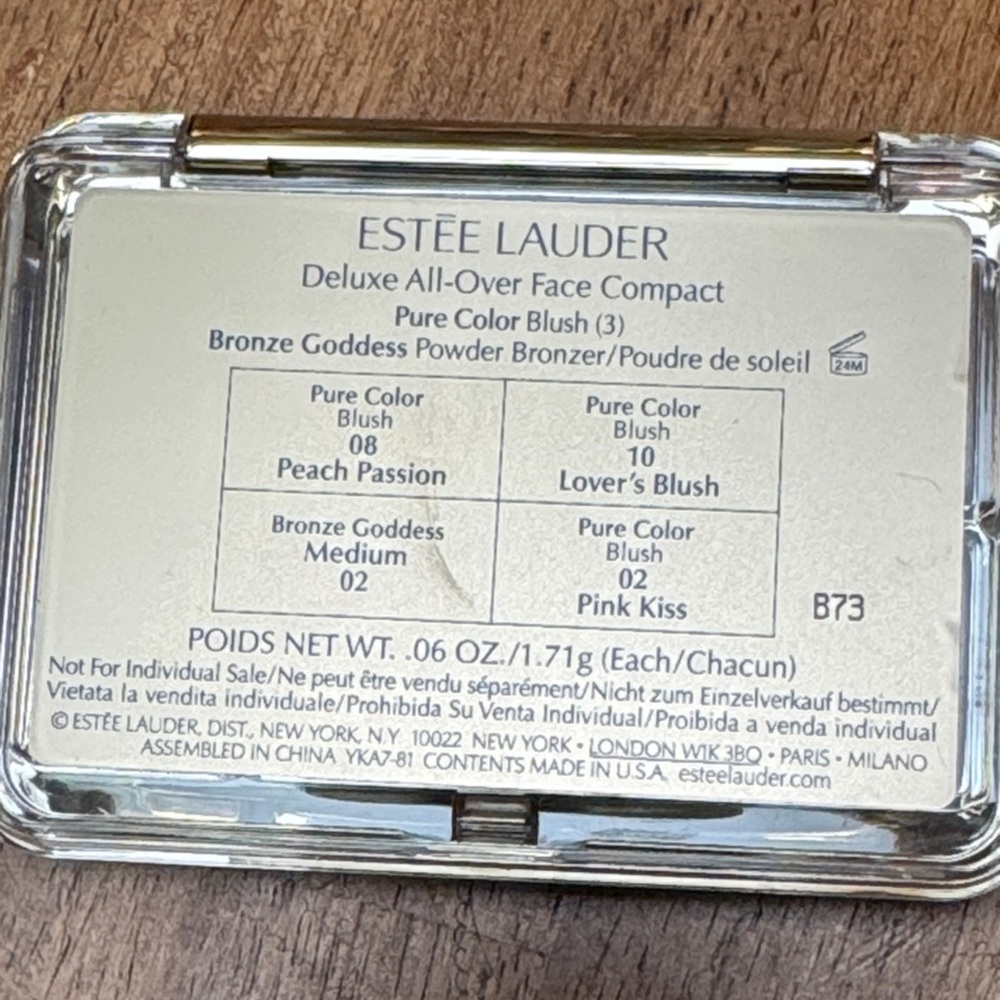 ESTĒE LAUDER
Deluxe All-Over Face Compact
Pure Color Blush (3)
Bronze Goddess Powder Bronzer/Poudre de soleil
24M
Pure Color
Blush
08
Peach Passion
Pure Color
Blush
10
Lover's Blush
Bronze Goddess
Medium
02
Pure Color
Blush
02
Pink Kiss
B73
POIDS NET WT. .06 OZ./1.71g (Each/Chacun)
Not For Individual Sale/Ne peut être vendu séparément/Nicht zum Einzelverkauf bestimmt/
Vietata la vendita individuale/Prohibida Su Venta Individual/Proibida a venda individual
© ESTĒE LAUDER, DIST., NEW YORK, N.Y. 10022 NEW YORK • LONDON W1K 3BQ • PARIS • MILANO
ASSEMBLED IN CHINA YKA7-81 CONTENTS MADE IN U.S.A. esteelauder.com